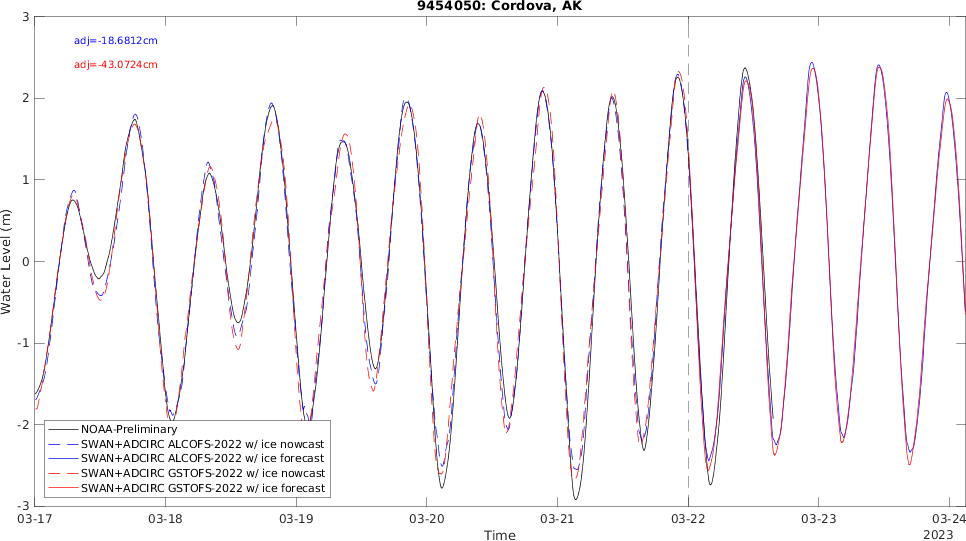 9454050: Cordova, AK
adj=-18.6812cm
adj=-43.0724cm
3
2
1
0
-1
-2
-3
Water Level (m)
NOAA-Preliminary
SWAN+ADCIRC ALCOFS-2022 w/ ice nowcast
SWAN+ADCIRC ALCOFS-2022 w/ ice forecast
SWAN+ADCIRC GSTOFS-2022 w/ ice nowcast
SWAN+ADCIRC GSTOFS-2022 w/ ice forecast
03-17 03-18 03-19 03-20 03-21 03-22 03-23 03-24
Time
2023